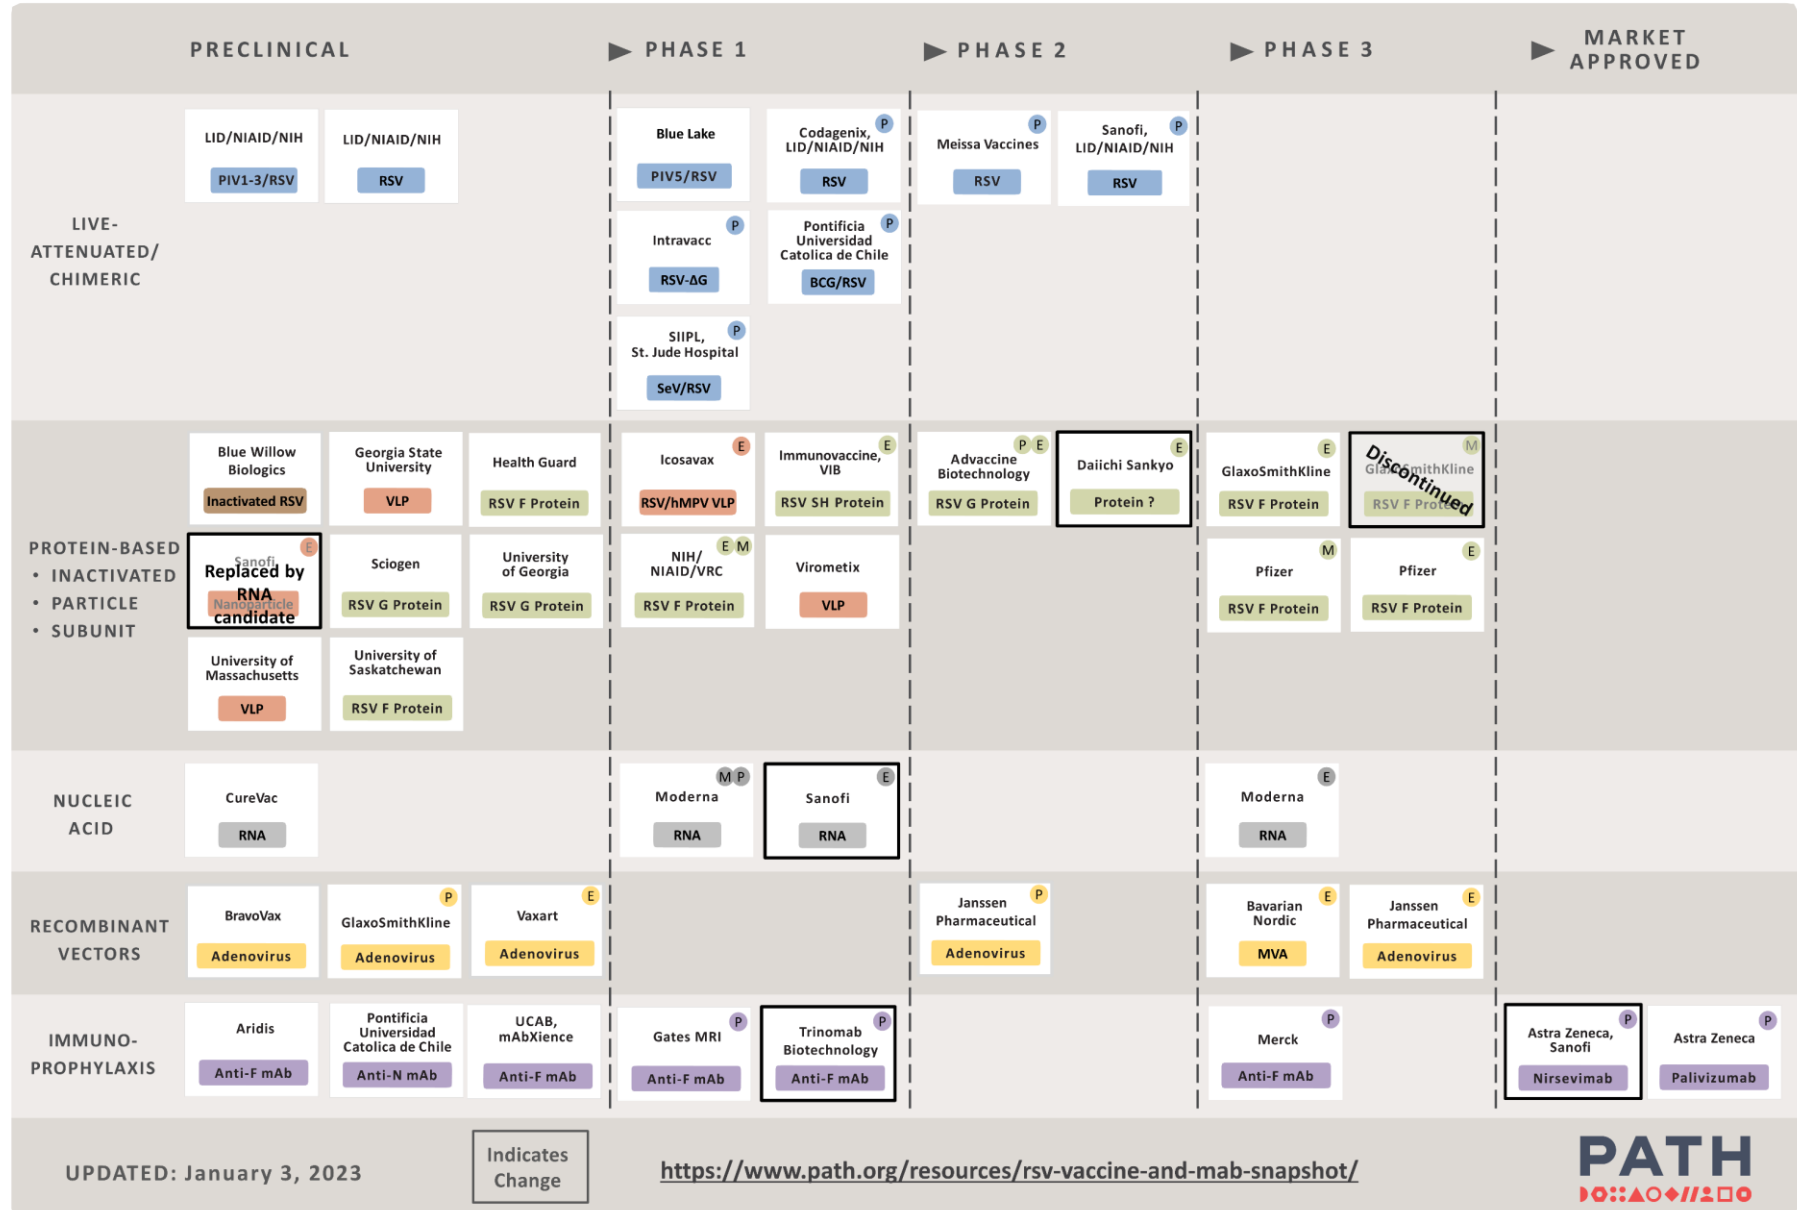 PRECLINICAL
PHASE 1
PHASE 2
PHASE 3
MARKET
APPROVED
LIVE-
ATTENUATED/
CHIMERIC
LID/NIAID/NIH
PIV1-3/RSV
LID/NIAID/NIH
RSV
Blue Lake
PIV5/RSV
P
Codagenix,
LID/NIAID/NIH
RSV
P
Meissa Vaccines
RSV
P
Sanofi,
LID/NIAID/NIH
RSV
P
Intravacc
RSV-ΔG
P
Pontificia
Universidad
Catolica de Chile
BCG/RSV
P
SIIPL,
St. Jude Hospital
SeV/RSV
PROTEIN-BASED
• INACTIVATED
• PARTICLE
• SUBUNIT
Blue Willow
Biologics
Inactivated RSV
Georgia State
University
VLP
Health Guard
RSV F Protein
E
Icosavax
RSV/hMPV VLP
E
Immunovaccine,
VIB
RSV SH Protein
P E
Advaccine
Biotechnology
RSV G Protein
E
Daiichi Sankyo
Protein ?
E
GlaxoSmithKline
RSV F Protein
M
GlaxoSmithKline
Discontinued
RSV F Protein
E
Sanofi
Replaced by
RNA
Nanoparticle
candidate
Sciogen
RSV G Protein
University
of Georgia
RSV G Protein
E M
NIH/
NIAID/VRC
RSV F Protein
Virometix
VLP
M
Pfizer
RSV F Protein
E
Pfizer
RSV F Protein
University of
Massachusetts
VLP
University of
Saskatchewan
RSV F Protein
NUCLEIC
ACID
CureVac
RNA
M P
Moderna
RNA
E
Sanofi
RNA
E
Moderna
RNA
RECOMBINANT
VECTORS
BravoVax
Adenovirus
P
GlaxoSmithKline
Adenovirus
E
Vaxart
Adenovirus
P
Janssen
Pharmaceutical
Adenovirus
E
Bavarian
Nordic
MVA
E
Janssen
Pharmaceutical
Adenovirus
IMMUNO-
PROPHYLAXIS
Aridis
Anti-F mAb
Pontificia
Universidad
Catolica de Chile
Anti-N mAb
UCAB,
mAbXience
Anti-F mAb
P
Gates MRI
Anti-F mAb
P
Trinomab
Biotechnology
Anti-F mAb
P
Merck
Anti-F mAb
P
Astra Zeneca,
Sanofi
Nirsevimab
P
Astra Zeneca
Palivizumab
UPDATED: January 3, 2023
Indicates
Change
https://www.path.org/resources/rsv-vaccine-and-mab-snapshot/
PATH